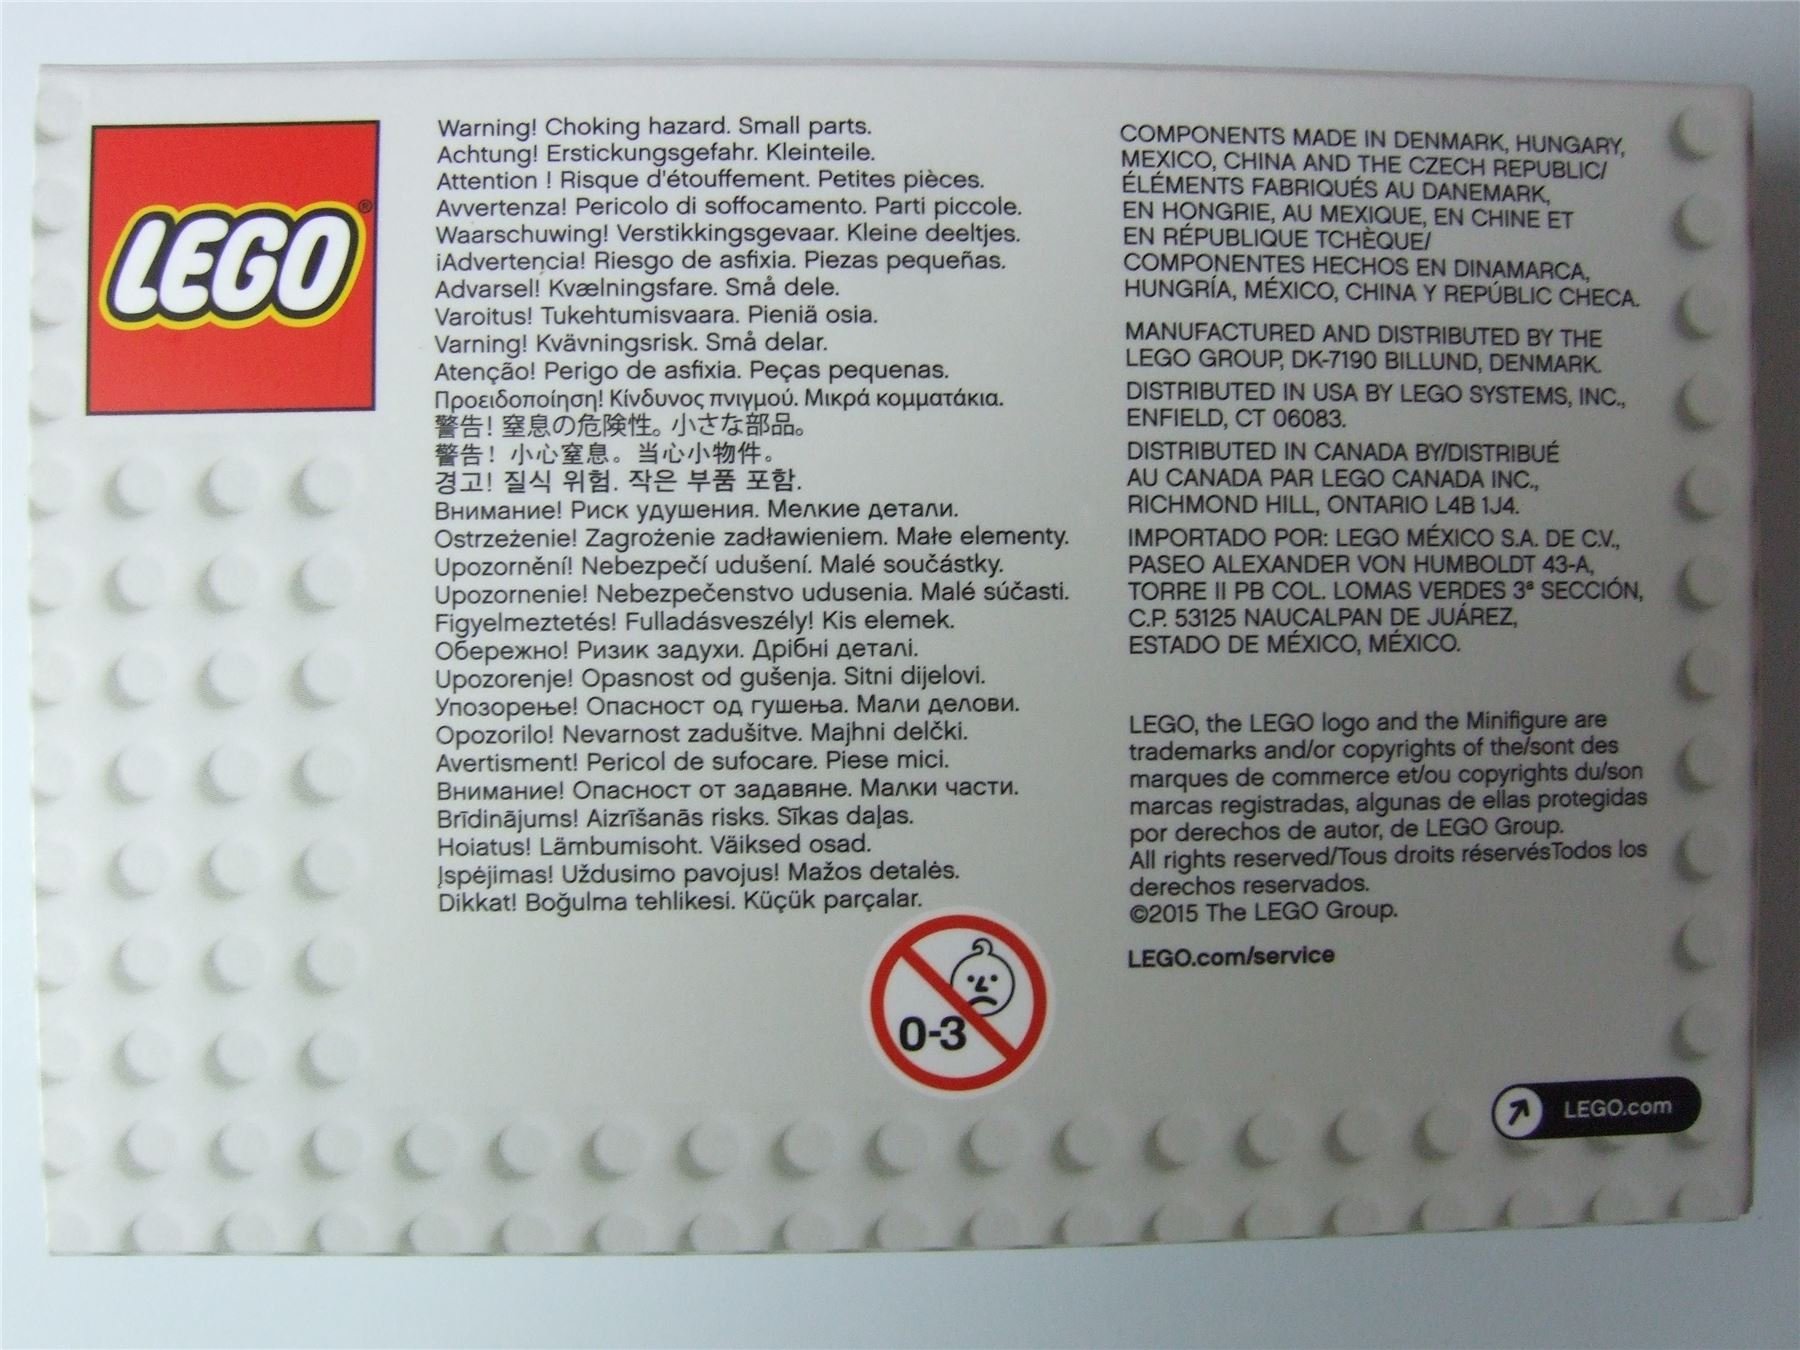 LEGO®
Warning! Choking hazard. Small parts.
Achtung! Erstickungsgefahr. Kleinteile.
Attention ! Risque d'étouffement. Petites pièces.
Avvertenza! Pericolo di soffocamento. Parti piccole.
Waarschuwing! Verstikkingsgevaar. Kleine deeltjes.
¡Advertencia! Riesgo de asfixia. Piezas pequeñas.
Advarsel! Kvælningsfare. Små dele.
Varoitus! Tukehtumisvaara. Pieniä osia.
Varning! Kvävningsrisk. Små delar.
Atenção! Perigo de asfixia. Peças pequenas.
Προειδοποίηση! Κίνδυνος πνιγμού. Μικρά κομματάκια.
警告! 窒息の危険性。小さな部品。
警告！小心窒息。当心小物件。
경고! 질식 위험. 작은 부품 포함.
Внимание! Риск удушения. Мелкие детали.
Ostrzeżenie! Zagrożenie zadławieniem. Małe elementy.
Upozornění! Nebezpečí udušení. Malé součástky.
Upozornenie! Nebezpečenstvo udusenia. Malé súčasti.
Figyelmeztetés! Fulladásveszély! Kis elemek.
Обережно! Ризик задухи. Дрібні деталі.
Upozorenje! Opasnost od gušenja. Sitni dijelovi.
Упозорење! Опасност од гушења. Мали делови.
Opozorilo! Nevarnost zadušitve. Majhni delčki.
Avertisment! Pericol de sufocare. Piese mici.
Внимание! Опасност от задавяне. Малки части.
Brīdinājums! Aizrīšanās risks. Sīkas daļas.
Hoiatus! Lämbumisoht. Väiksed osad.
Įspėjimas! Uždusimo pavojus! Mažos detalės.
Dikkat! Boğulma tehlikesi. Küçük parçalar.
0-3
COMPONENTS MADE IN DENMARK, HUNGARY,
MEXICO, CHINA AND THE CZECH REPUBLIC/
ÉLÉMENTS FABRIQUÉS AU DANEMARK,
EN HONGRIE, AU MEXIQUE, EN CHINE ET
EN RÉPUBLIQUE TCHÈQUE/
COMPONENTES HECHOS EN DINAMARCA,
HUNGRÍA, MÉXICO, CHINA Y REPÚBLIC CHECA.
MANUFACTURED AND DISTRIBUTED BY THE
LEGO GROUP, DK-7190 BILLUND, DENMARK.
DISTRIBUTED IN USA BY LEGO SYSTEMS, INC.,
ENFIELD, CT 06083.
DISTRIBUTED IN CANADA BY/DISTRIBUÉ
AU CANADA PAR LEGO CANADA INC.,
RICHMOND HILL, ONTARIO L4B 1J4.
IMPORTADO POR: LEGO MÉXICO S.A. DE C.V.,
PASEO ALEXANDER VON HUMBOLDT 43-A,
TORRE II PB COL. LOMAS VERDES 3ª SECCIÓN,
C.P. 53125 NAUCALPAN DE JUÁREZ,
ESTADO DE MÉXICO, MÉXICO.
LEGO, the LEGO logo and the Minifigure are
trademarks and/or copyrights of the/sont des
marques de commerce et/ou copyrights du/son
marcas registradas, algunas de ellas protegidas
por derechos de autor, de LEGO Group.
All rights reserved/Tous droits réservésTodos los
derechos reservados.
©2015 The LEGO Group.
LEGO.com/service
LEGO.com